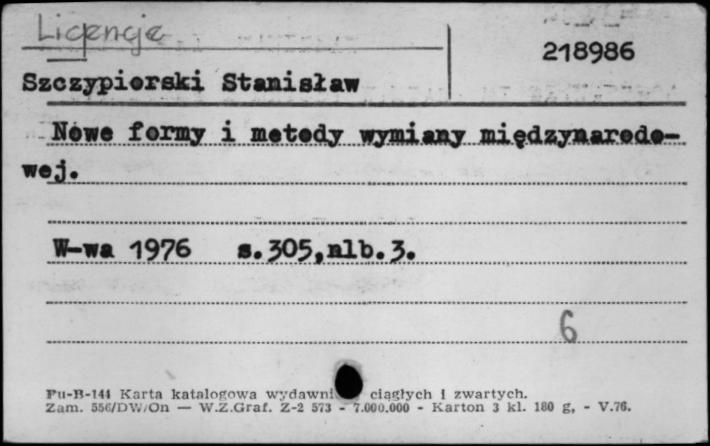 Licencje
218986
Szczypiorski Stanisław
Nowe formy i metody wymiany międzynarodo-
wej.
W-wa 1976 s.305,nlb.3.
6
Pu-B-144 Karta katalogowa wydawni ciągłych i zwartych.
Zam. 556/DW/On — W.Z.Graf. Z-2 573 - 7.000.000 - Karton 3 kl. 180 g, - V.76.